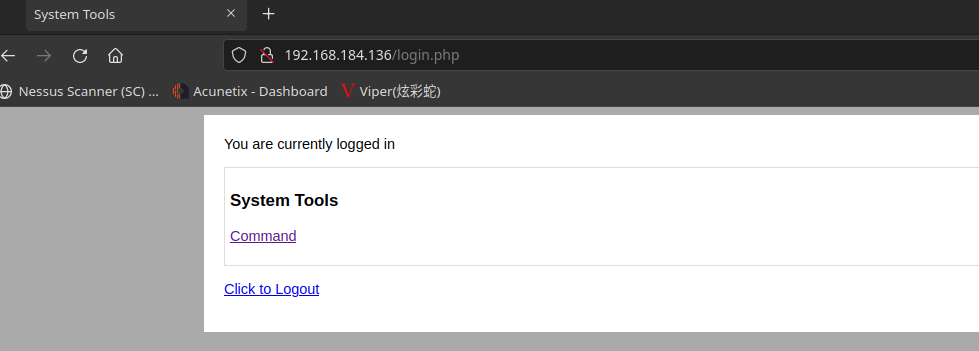 System Tools
192.168.184.136/login.php
Nessus Scanner (SC) ... Acunetix - Dashboard Viper(炫彩蛇)
You are currently logged in
System Tools
Command
Click to Logout